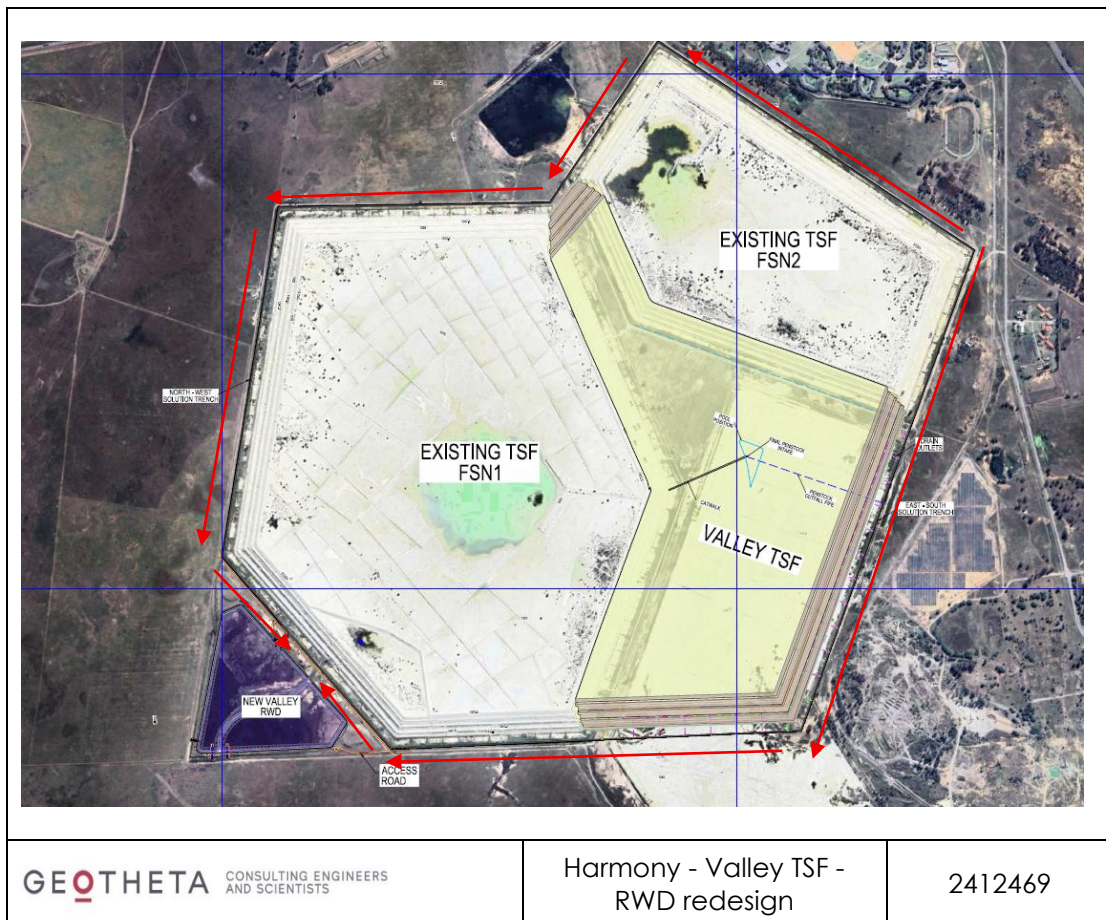 EXISTING TSF
FSN2
NORTH - WEST
SOLUTION TRENCH
EXISTING TSF
FSN1
POOL
POSITION
FINAL PENSTOCK
INTAKE
PENSTOCK
OUTFALL PIPE
CATWALK
DRAIN
OUTLETS
EAST - SOUTH
SOLUTION TRENCH
VALLEY TSF
NEW VALLEY
RWD
ACCESS
ROAD
GEOTHETA
CONSULTING ENGINEERS
AND SCIENTISTS
Harmony - Valley TSF -
RWD redesign
2412469